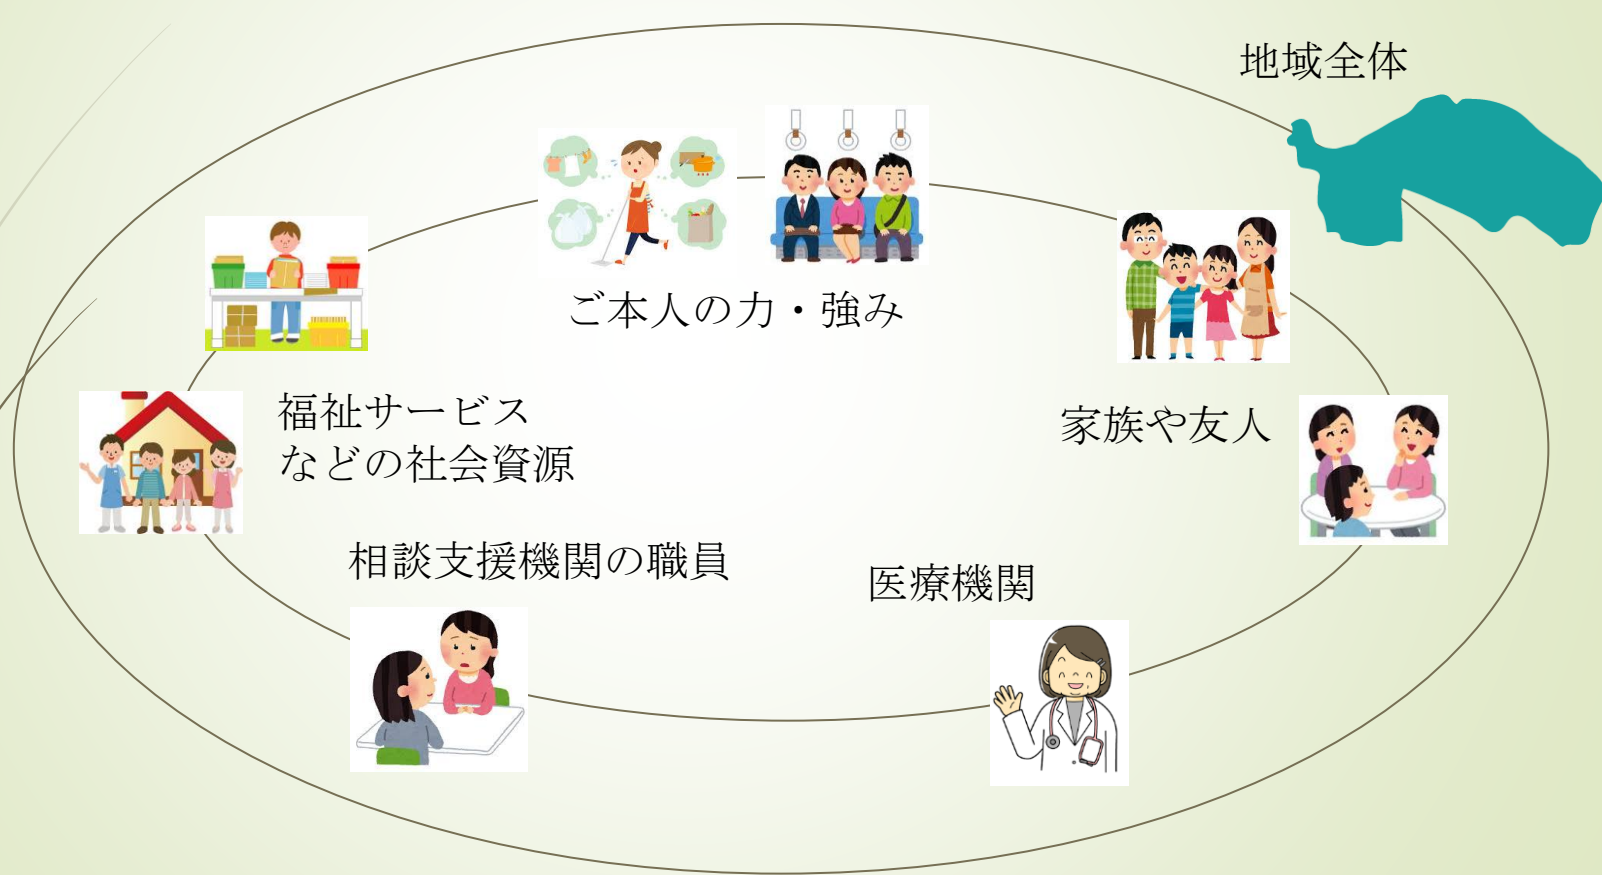 地域全体
ご本人の力・強み
福祉サービス
などの社会資源
家族や友人
相談支援機関の職員
医療機関